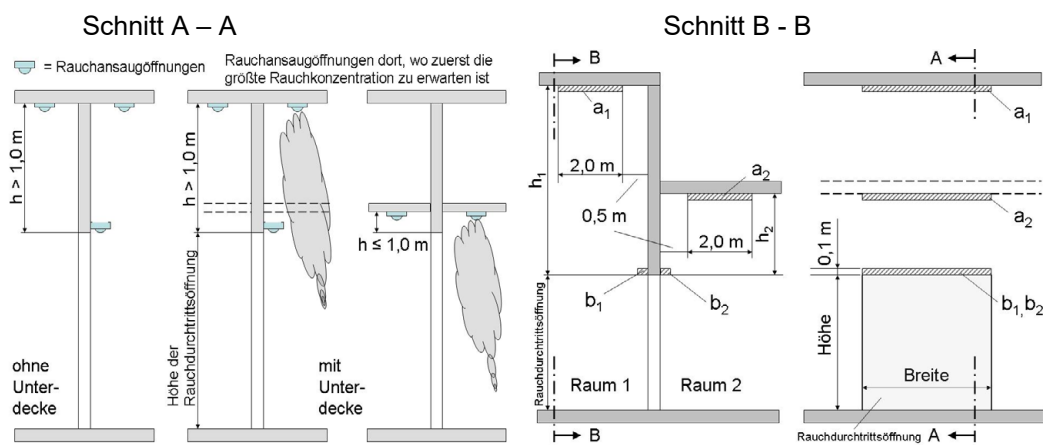 Schnitt A – A
= Rauchansaugöffnungen
Rauchansaugöffnungen dort, wo zuerst die
größte Rauchkonzentration zu erwarten ist
h > 1,0 m
h > 1,0 m
h ≤ 1,0 m
Höhe der
Rauchdurchtrittsöffnung
ohne
Unter-
decke
mit
Unter-
decke
Schnitt B - B
B
a1
2,0 m
h1
0,5 m
a2
2,0 m
h2
b1
b2
Rauchdurchtrittsöffnung
Raum 1
Raum 2
B
A
a1
a2
0,1 m
b1,b2
Höhe
Breite
Rauchdurchtrittsöffnung
A